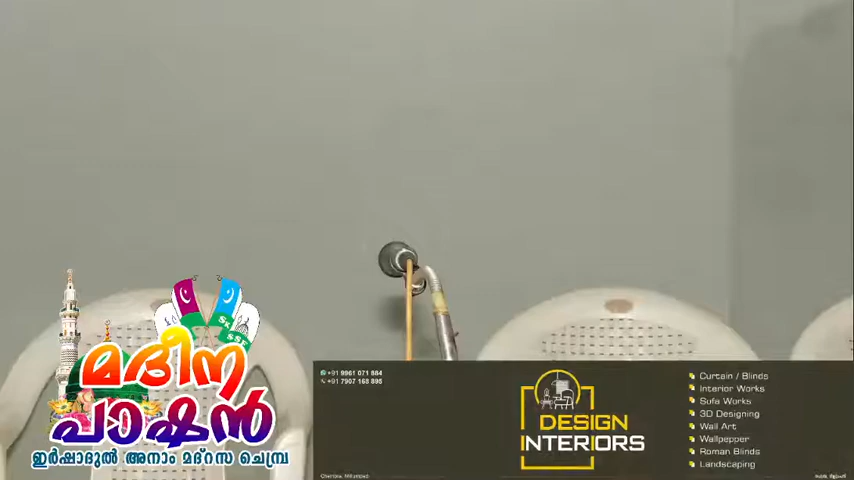 SKSSF
മദീന
പാഷൻ
ഇർഷാദുൽ അനാം മദ്റസ ചെമ്പ്ര
+91 9961 071 884
+91 7907 168 895
DESIGN
INTERIORS
Curtain / Blinds
Interior Works
Sofa Works
3D Designing
Wall Art
Wallpepper
Roman Blinds
Landscaping